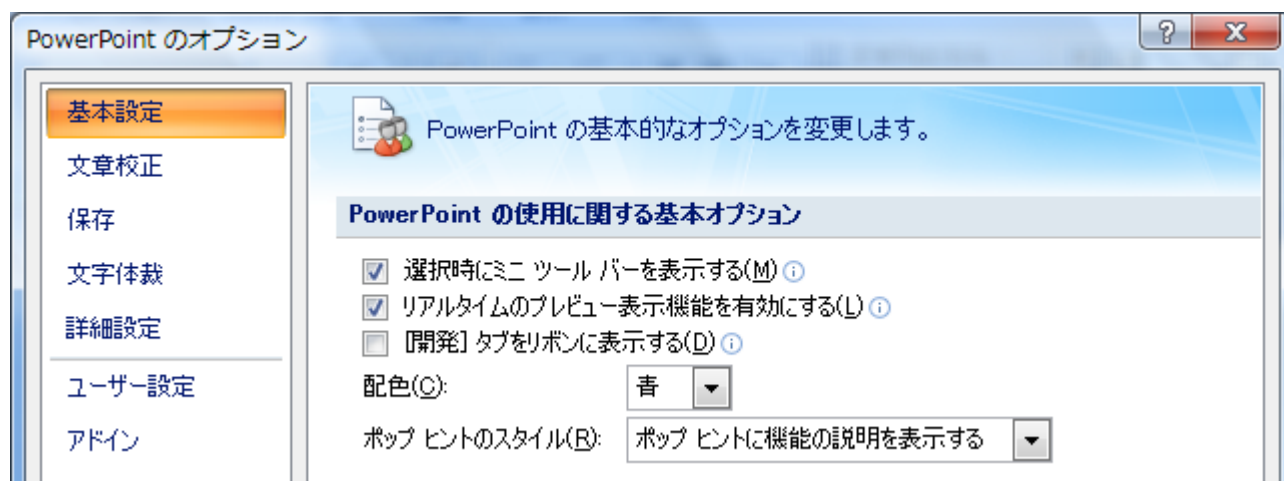 PowerPoint のオプション
基本設定
文章校正
保存
文字体裁
詳細設定
ユーザー設定
アドイン
PowerPoint の基本的なオプションを変更します。
PowerPoint の使用に関する基本オプション
選択時にミニ ツール バーを表示する(M)
リアルタイムのプレビュー表示機能を有効にする(L)
[開発] タブをリボンに表示する(D)
配色(C): 青
ポップ ヒントのスタイル(R): ポップ ヒントに機能の説明を表示する